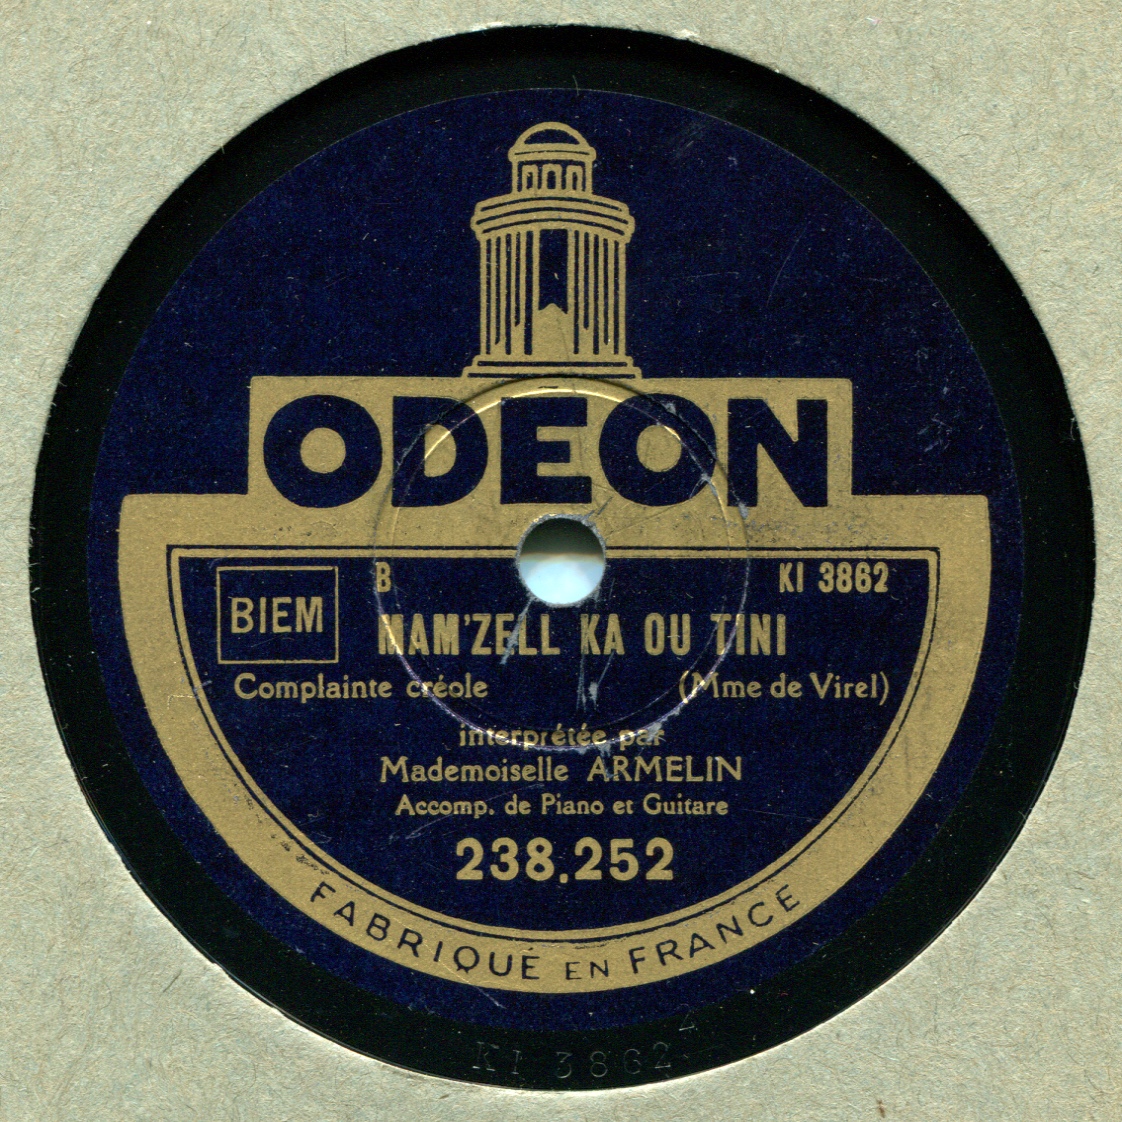 ODEON
BIEM
B KI 3862
MAM'ZELL KA OU TINI
Complainte créole (Mme de Virel)
interprétée par
Mademoiselle ARMELIN
Accomp. de Piano et Guitare
238.252
FABRIQUÉ EN FRANCE
KI 3862